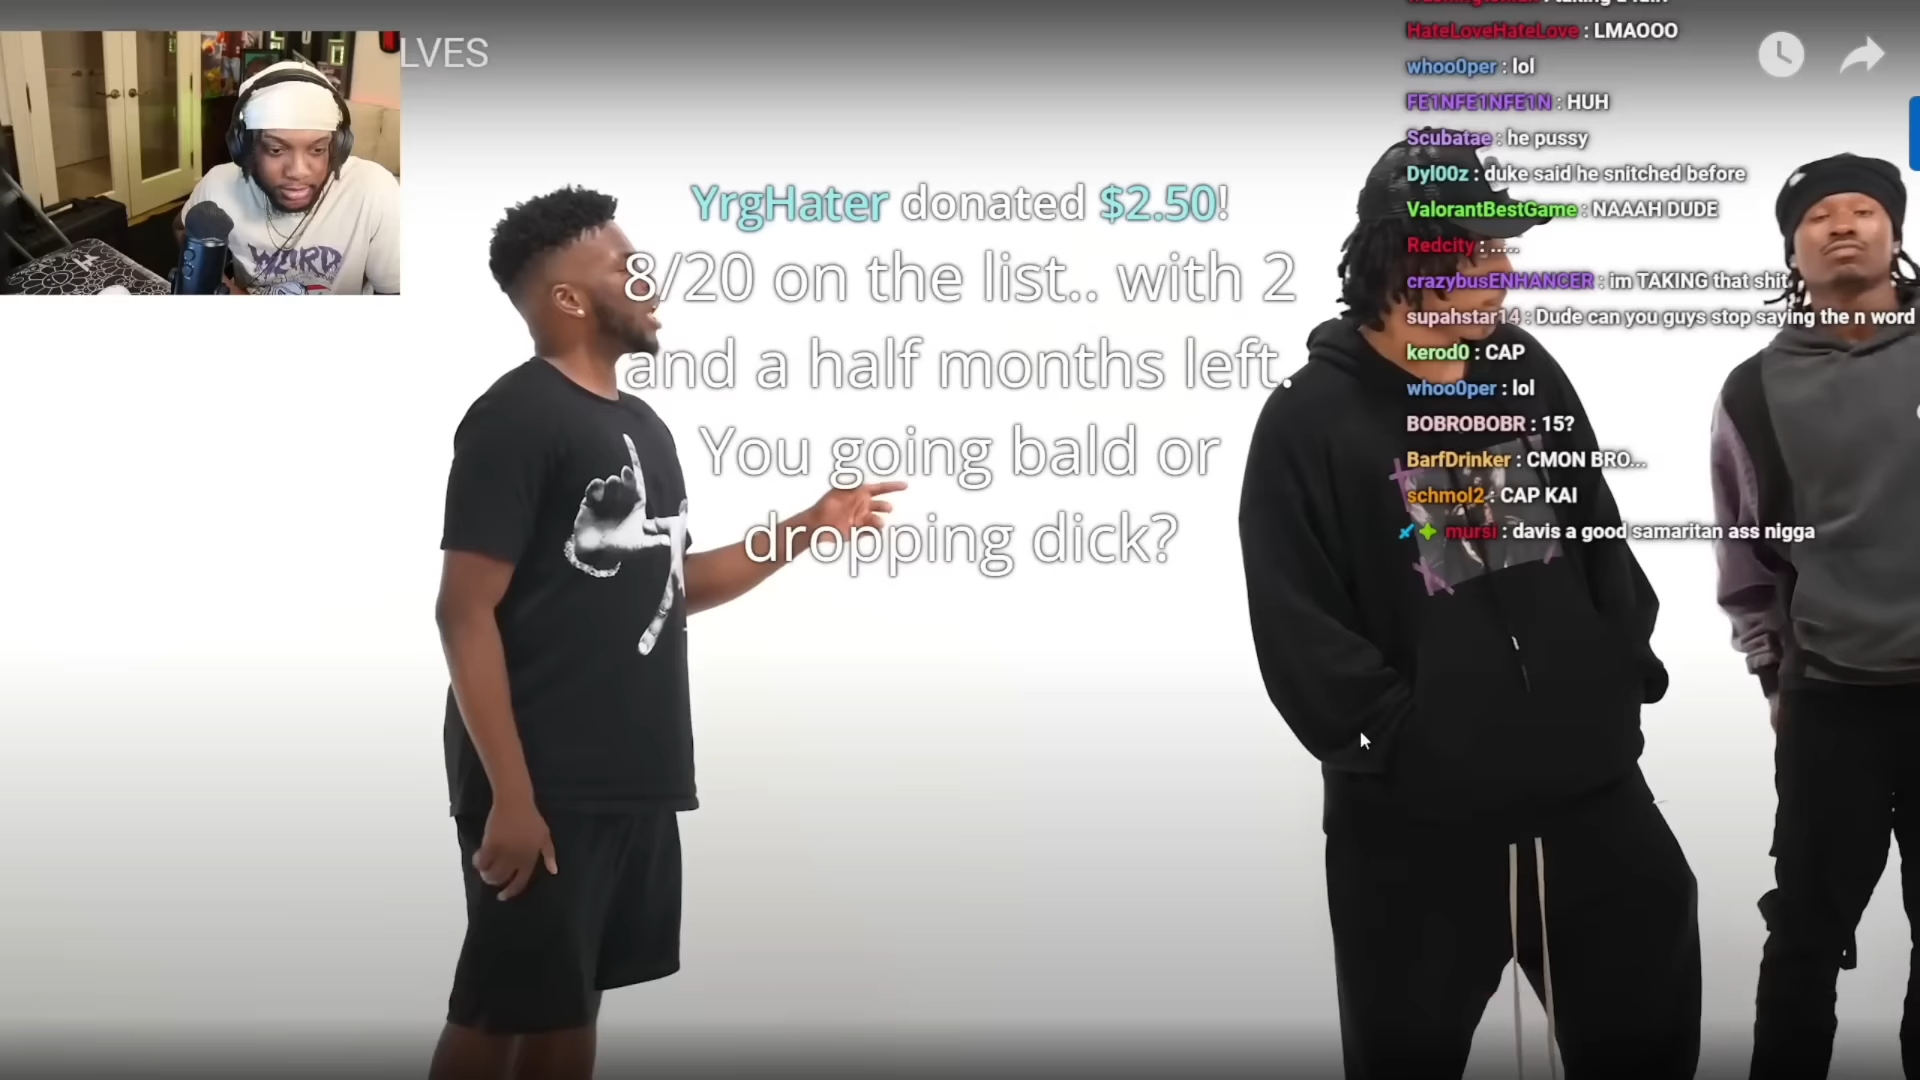 LVES
YrgHater donated $2.50!
8/20 on the list.. with 2
and a half months left.
You going bald or
dropping dick?
HateLoveHateLove : LMAOOO
whoo0per : lol
FE1NFE1NFE1N : HUH
Scubatae : he pussy
Dyl00z : duke said he snitched before
ValorantBestGame : NAAAH DUDE
Redcity : .....
crazybusENHANCER : im TAKING that shit
supahstar14 : Dude can you guys stop saying the n word
kerod0 : CAP
whoo0per : lol
BOBROBOBR : 15?
BarfDrinker : CMON BRO...
schmol2 : CAP KAI
mursi : davis a good samaritan ass nigga